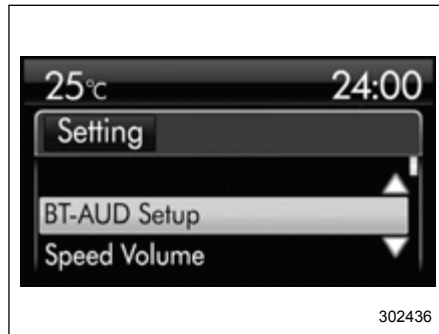 25°C 24:00
Setting
BT-AUD Setup
Speed Volume
302436